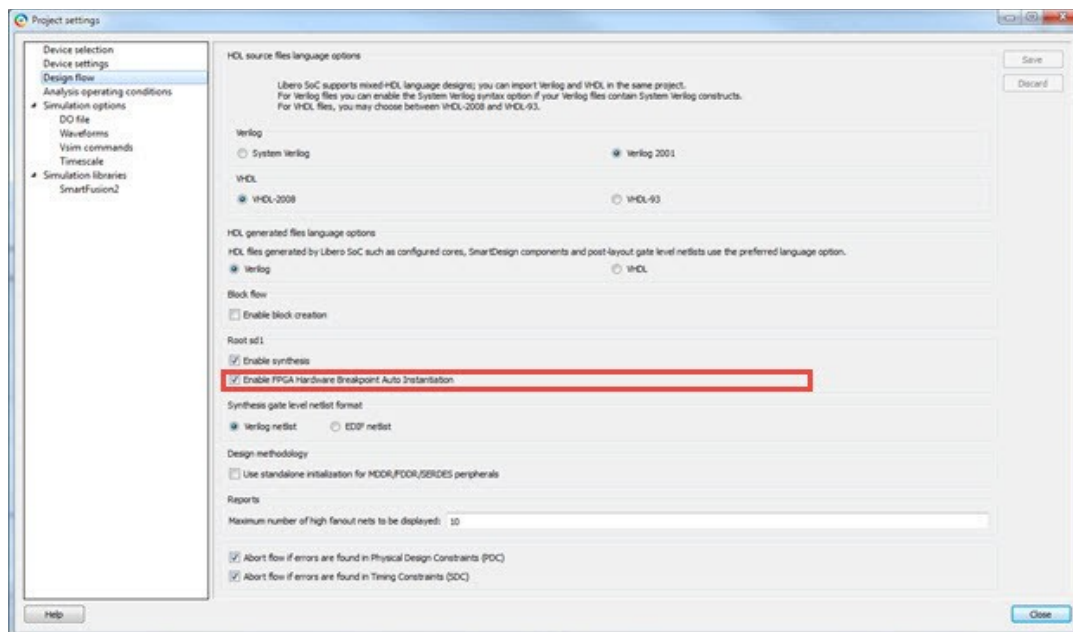 Project settings
Device selection
Device settings
Design flow
Analysis operating conditions
Simulation options
DO file
Waveforms
Vsim commands
Timescale
Simulation libraries
SmartFusion2
HDL source files language options
Libero SoC supports mixed-HDL language designs; you can import Verilog and VHDL in the same project.
For Verilog files you can enable the System Verilog syntax option if your Verilog files contain System Verilog constructs.
For VHDL files, you may choose between VHDL-2008 and VHDL-93.
Verilog
System Verilog Verilog 2001
VHDL
VHDL-2008 VHDL-93
HDL generated files language options
HDL files generated by Libero SoC such as configured cores, SmartDesign components and post-layout gate level netlists use the preferred language option.
Verilog VHDL
Block flow
Enable block creation
Root sd1
Enable synthesis
Enable FPGA Hardware Breakpoint Auto Instantiation
Synthesis gate level netlist format
Verilog netlist EDIF netlist
Design methodology
Use standalone initialization for MDDR/FDDR/SERDES peripherals
Reports
Maximum number of high fanout nets to be displayed: 10
Abort flow if errors are found in Physical Design Constraints (PDC)
Abort flow if errors are found in Timing Constraints (SDC)
Save
Discard
Help
Close